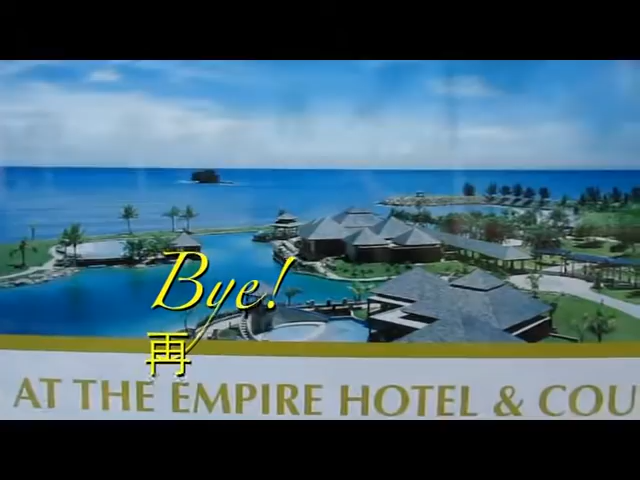 Bye!
再
AT THE EMPIRE HOTEL & COU